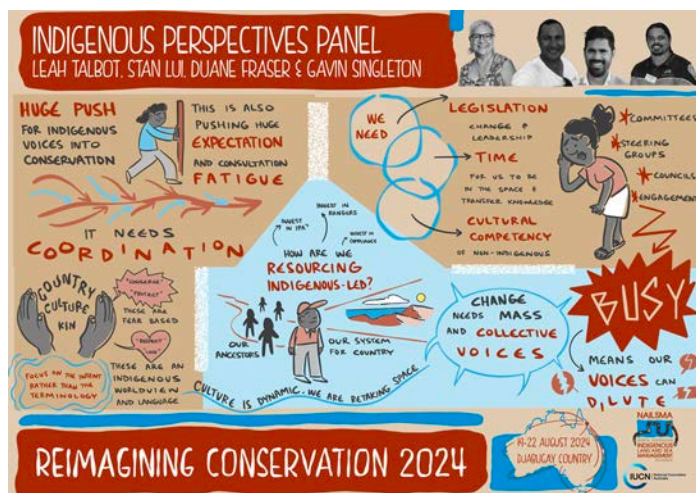 INDIGENOUS PERSPECTIVES PANEL
LEAH TALBOT, STAN LUI, DUANE FRASER & GAVIN SINGLETON
HUGE PUSH
FOR INDIGENOUS
VOICES INTO
CONSERVATION
THIS IS ALSO
PUSHING HUGE
EXPECTATION
AND CONSULTATION
FATIGUE
IT NEEDS
COORDINATION
WE
NEED
LEGISLATION
CHANGE & LEADERSHIP
TIME
FOR US TO BE
IN THE SPACE &
TRANSFER KNOWLEDGE
CULTURAL
COMPETENCY
OF NON-INDIGENOUS
*COMMITTEES
*STEERING
GROUPS
*COUNCILS
*ENGAGEMENT
BUSY
MEANS OUR
VOICES CAN
DILUTE
INVEST IN IPA'S
INVEST IN
RANGERS
INVEST IN
COMPLIANCE
HOW ARE WE
RESOURCING
INDIGENOUS-LED?
OUR
ANCESTORS
OUR SYSTEM
FOR COUNTRY
CULTURE IS DYNAMIC. WE ARE RETAKING SPACE
CHANGE
NEEDS MASS
AND COLLECTIVE
VOICES
COUNTRY
CULTURE
KIN
"CONSERVE"
"PROTECT"
THESE ARE
FEAR BASED
"RESPECT"
"LOVE"
THESE ARE AN
INDIGENOUS
WORLDVIEW
AND LANGUAGE
FOCUS ON THE INTENT
RATHER THAN THE
TERMINOLOGY
REIMAGINING CONSERVATION 2024
19-22 AUGUST 2024
DJABUGAY COUNTRY
NAILSMA
INDIGENOUS
LAND AND SEA
MANAGEMENT
IUCN